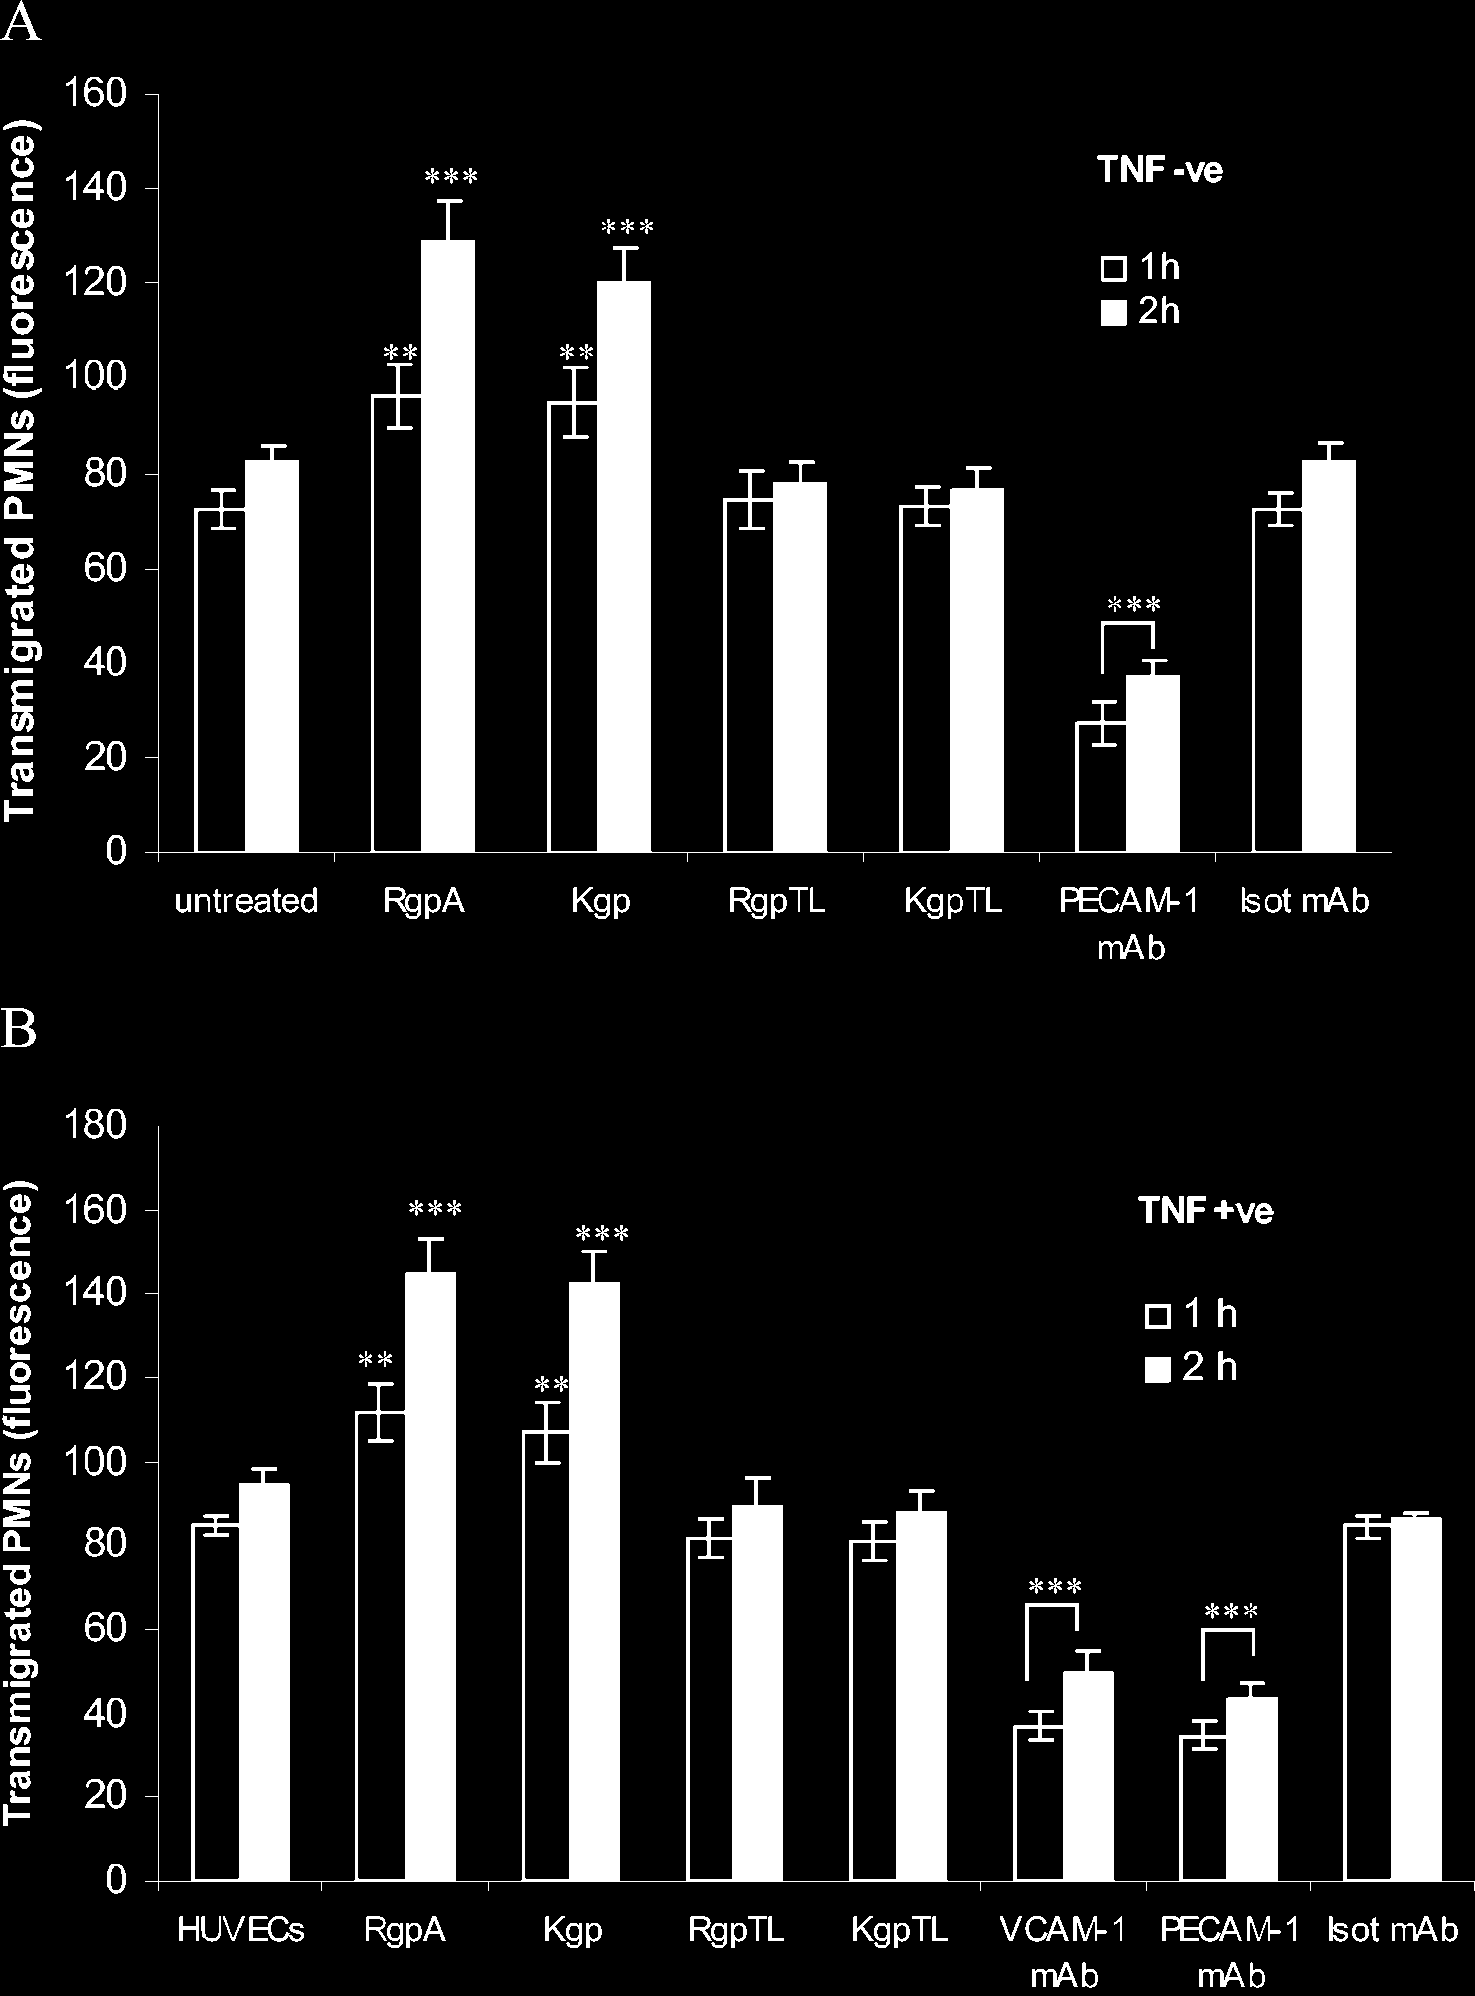 A
160
140
120
100
80
60
40
20
0
Transmigrated PMNs (fluorescence)
TNF -ve
1h
2h
***
***
**
**
***
untreated RgpA Kgp RgpTL KgpTL PECAM-1 mAb Isot mAb
B
180
160
140
120
100
80
60
40
20
0
Transmigrated PMNs (fluorescence)
TNF +ve
1 h
2 h
***
***
**
**
***
***
HUVECs RgpA Kgp RgpTL KgpTL VCAM-1 mAb PECAM-1 mAb Isot mAb